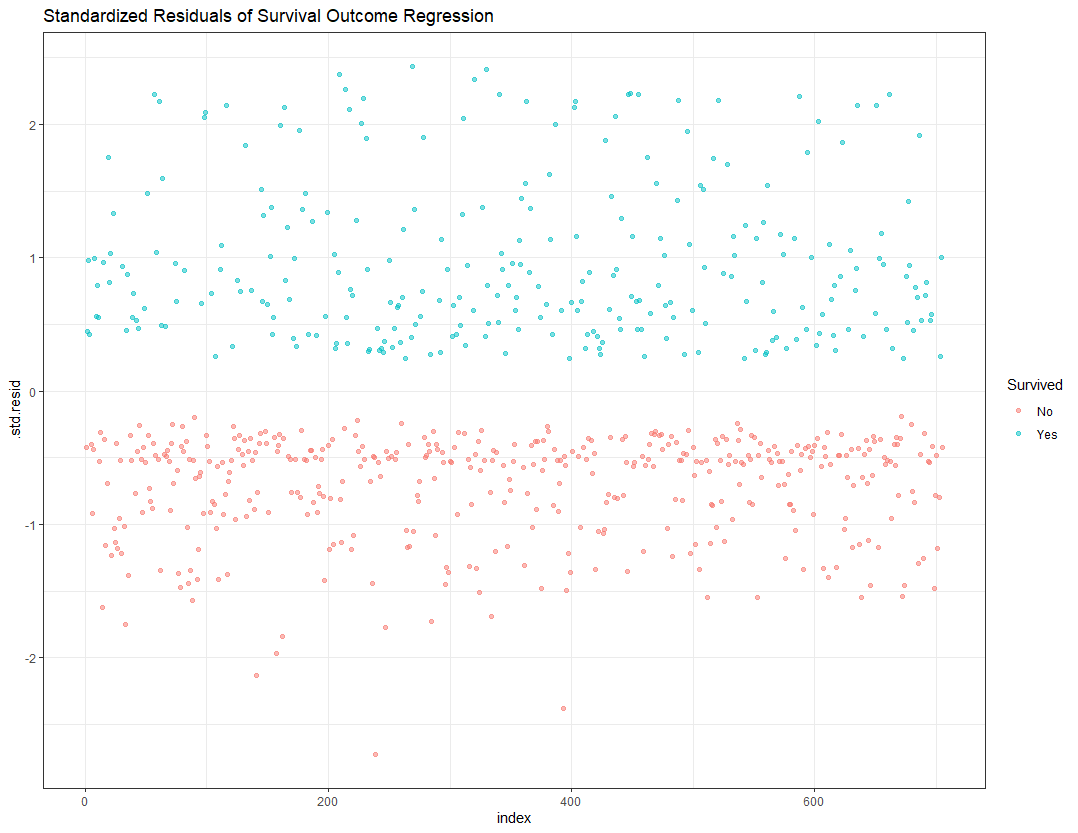 Standardized Residuals of Survival Outcome Regression
2
1
0
-1
-2
.std.resid
0
200
400
600
index
Survived
No
Yes